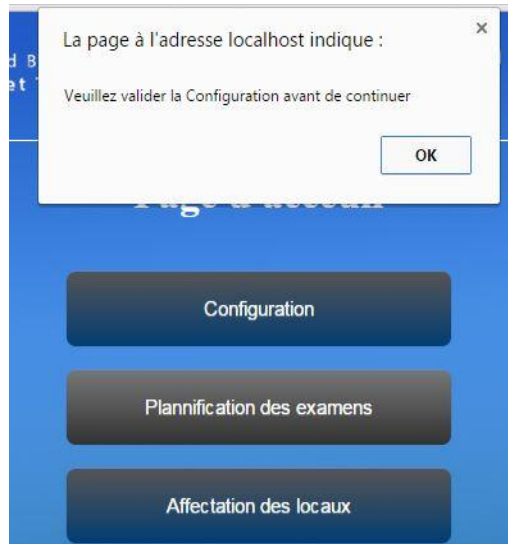 La page à l'adresse localhost indique :
Veuillez valider la Configuration avant de continuer
OK
Configuration
Plannification des examens
Affectation des locaux